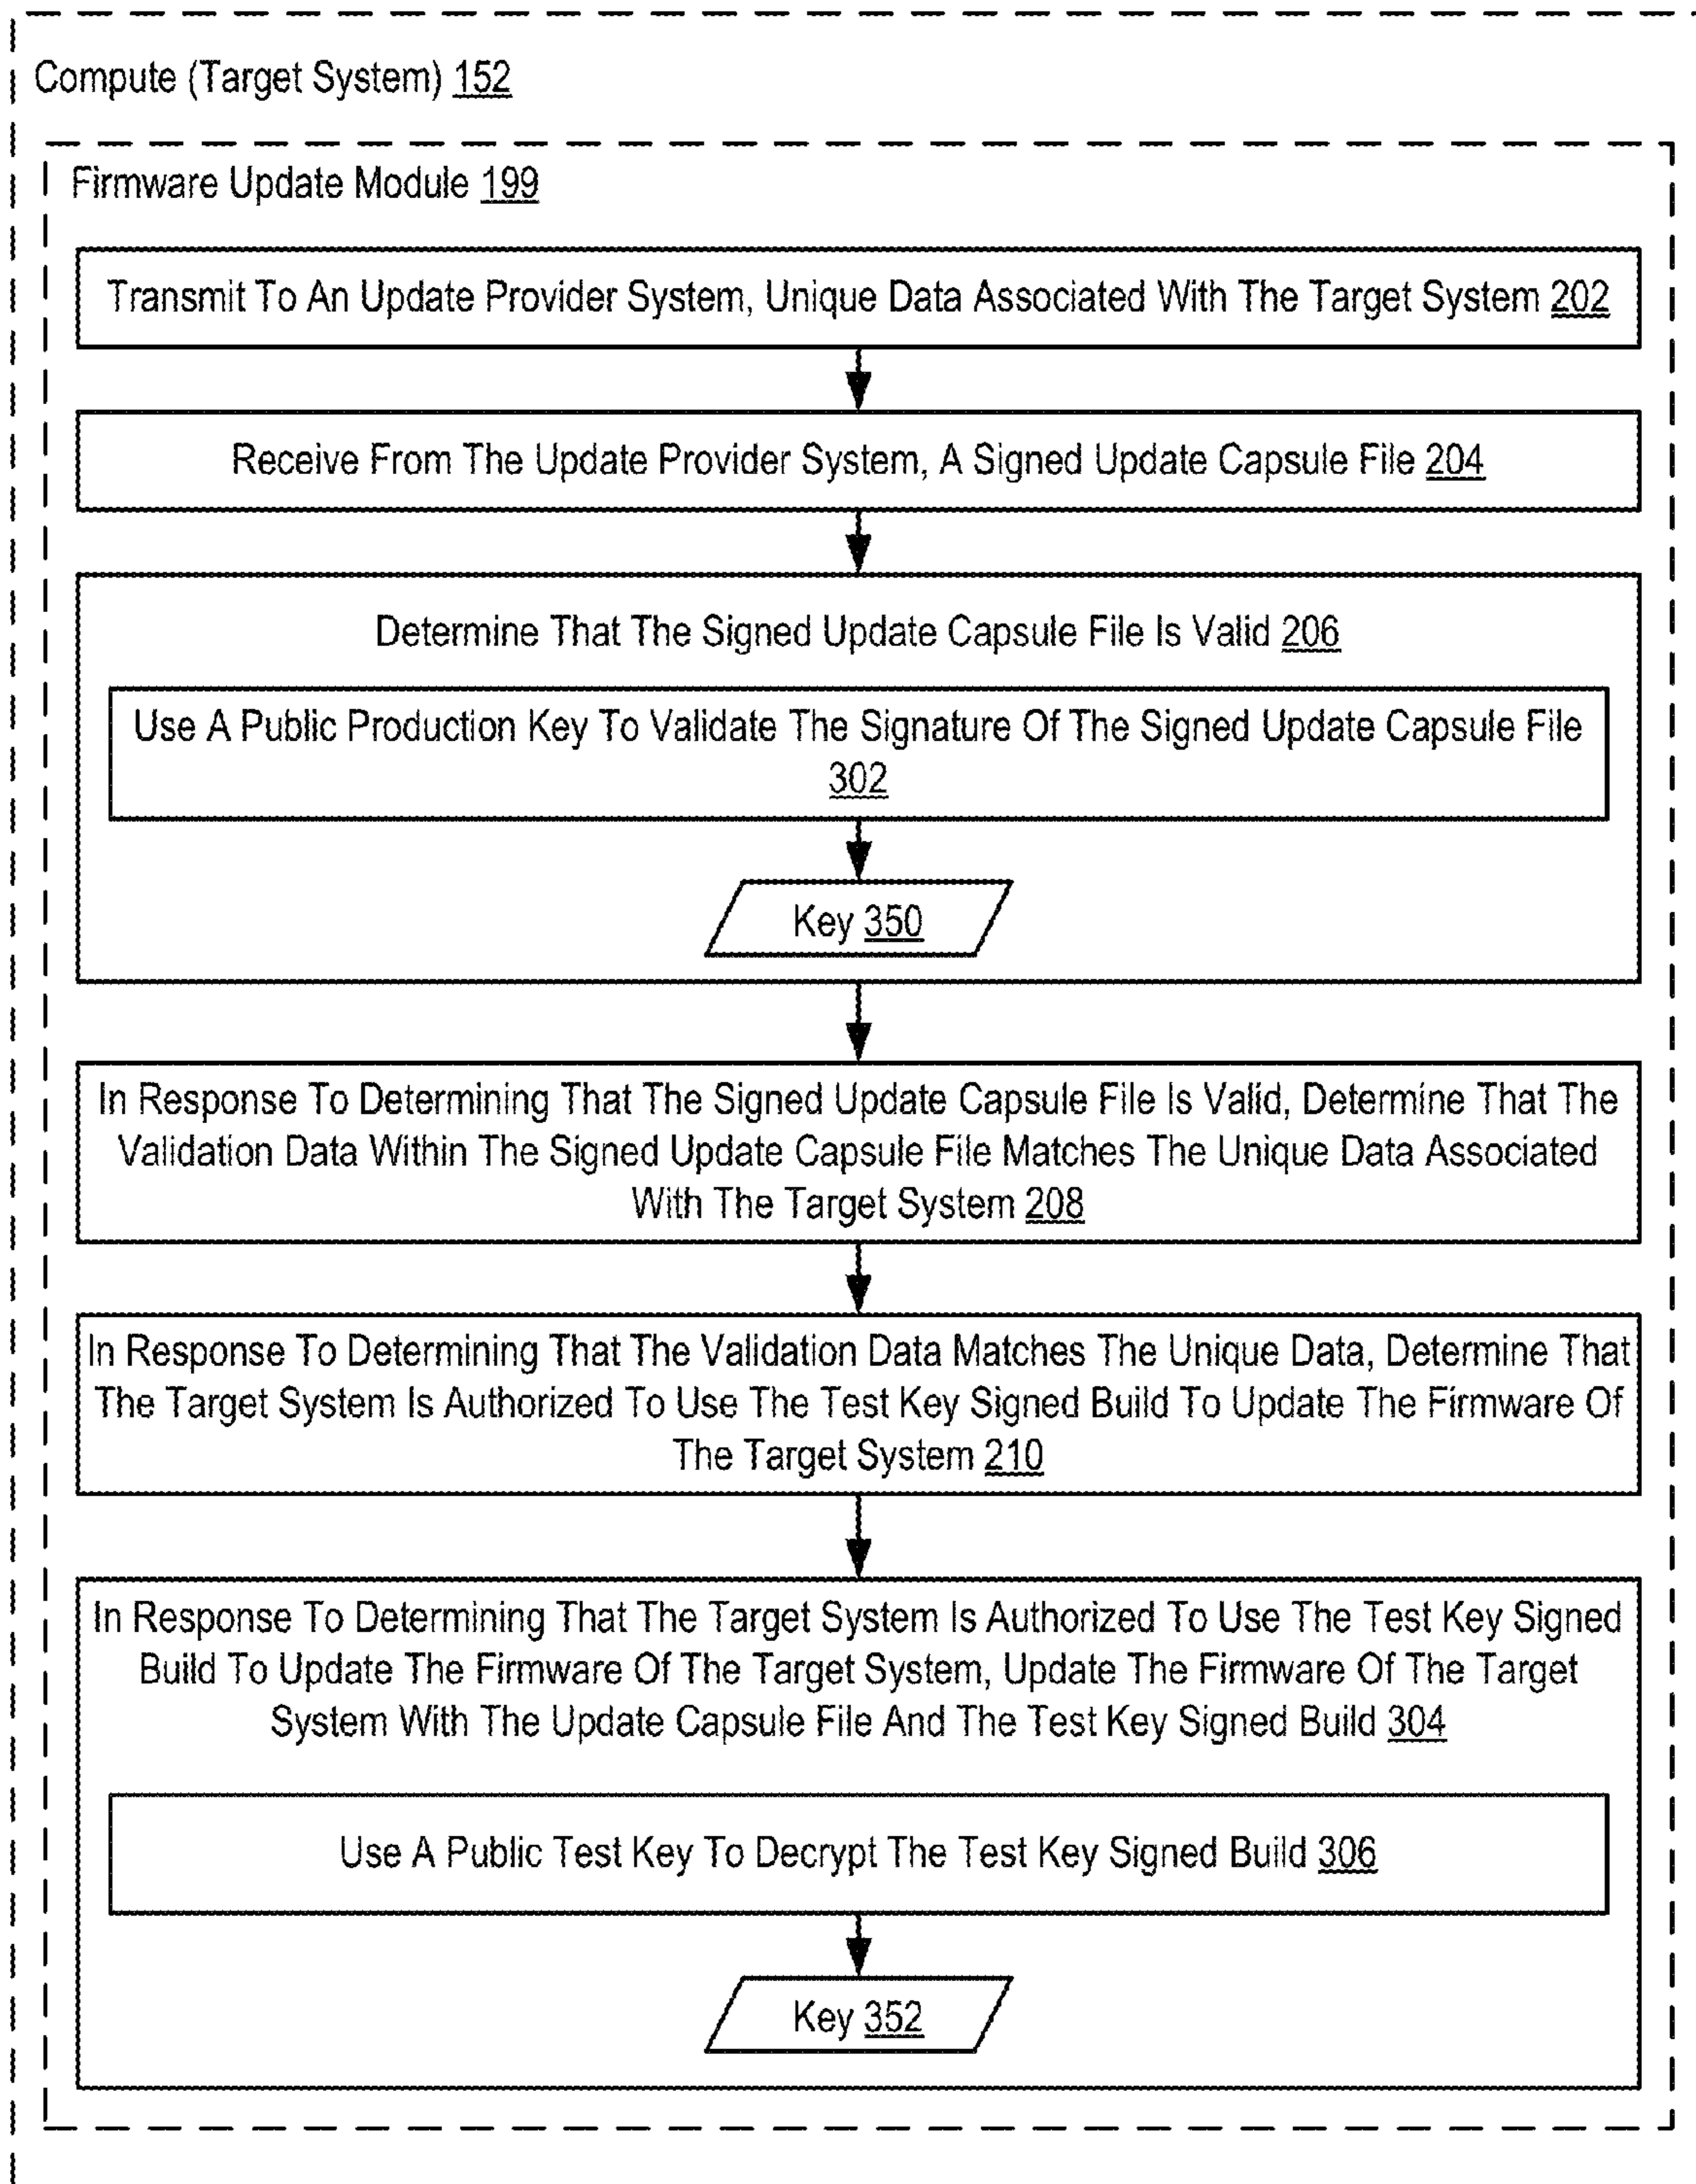 Compute (Target System) 152
Firmware Update Module 199
Transmit To An Update Provider System, Unique Data Associated With The Target System 202
Receive From The Update Provider System, A Signed Update Capsule File 204
Determine That The Signed Update Capsule File Is Valid 206
Use A Public Production Key To Validate The Signature Of The Signed Update Capsule File
302
Key 350
In Response To Determining That The Signed Update Capsule File Is Valid, Determine That The
Validation Data Within The Signed Update Capsule File Matches The Unique Data Associated
With The Target System 208
In Response To Determining That The Validation Data Matches The Unique Data, Determine That
The Target System Is Authorized To Use The Test Key Signed Build To Update The Firmware Of
The Target System 210
In Response To Determining That The Target System Is Authorized To Use The Test Key Signed
Build To Update The Firmware Of The Target System, Update The Firmware Of The Target
System With The Update Capsule File And The Test Key Signed Build 304
Use A Public Test Key To Decrypt The Test Key Signed Build 306
Key 352